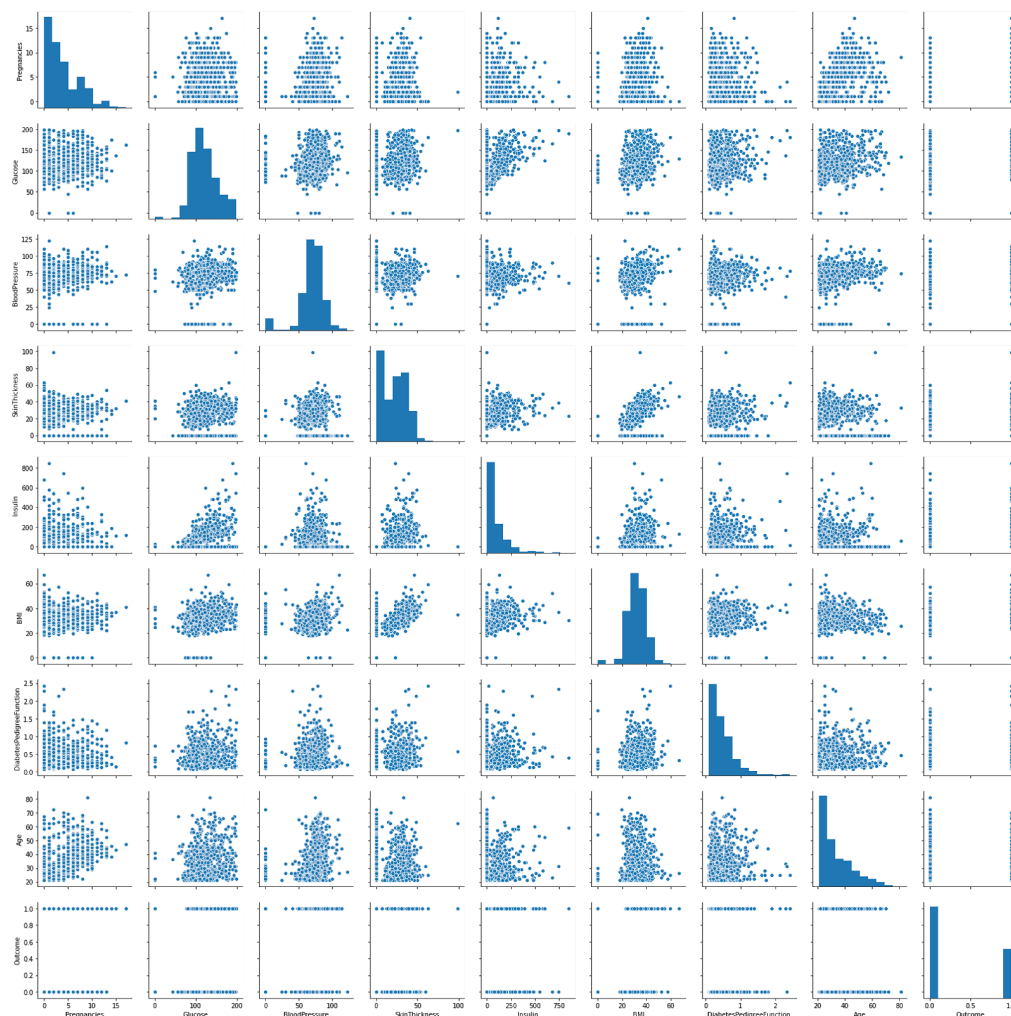 Pregnancies
15
10
5
0
Glucose
200
150
100
50
0
BloodPressure
125
100
75
50
25
0
SkinThickness
100
80
60
40
20
0
Insulin
800
600
400
200
0
BMI
60
40
20
0
DiabetesPedigreeFunction
2.5
2.0
1.5
1.0
0.5
0.0
Age
80
70
60
50
40
30
20
Outcome
1.0
0.8
0.6
0.4
0.2
0.0
0 5 10 15
0 100 200
0 50 100
0 50 100
0 250 500 750
0 20 40 60
0 1 2
20 40 60 80
0.0 0.5
Pregnancies Glucose BloodPressure SkinThickness Insulin BMI DiabetesPedigreeFunction Age Outcome